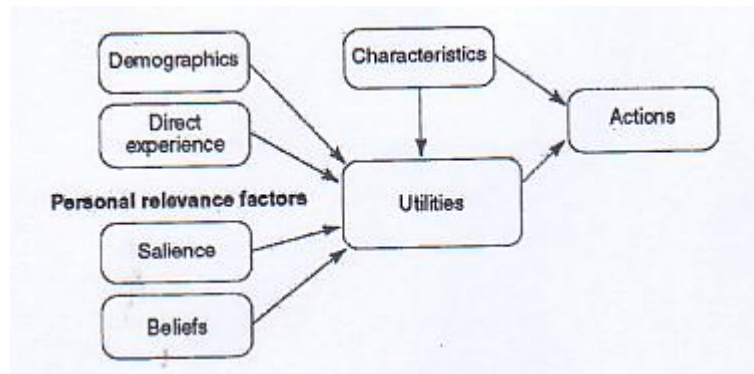 Demographics
Characteristics
Direct
experience
Actions
Personal relevance factors
Utilities
Salience
Beliefs